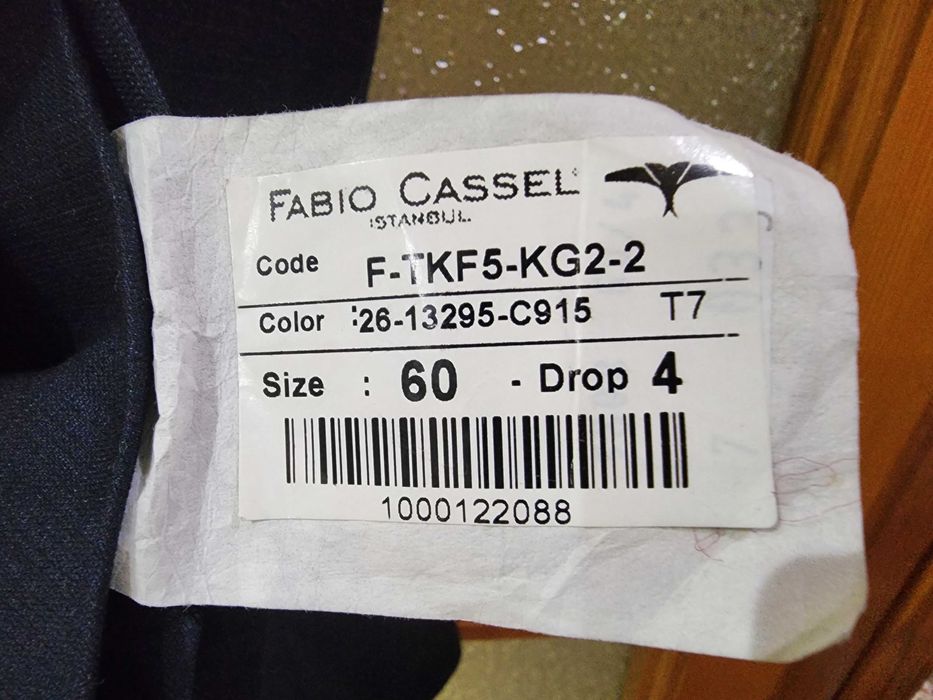 FABIO CASSEL
ISTANBUL
Code F-TKF5-KG2-2
Color :26-13295-C915 T7
Size : 60 - Drop 4
1000122088